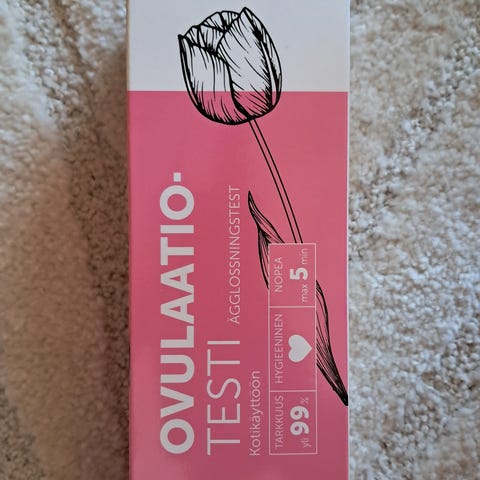 OVULAATIO-
TESTI ÄGGLOSSNINGSTEST
Kotikäyttöön
TARKKUUS HYGIEENINEN NOPEA
yli 99 % max 5 min